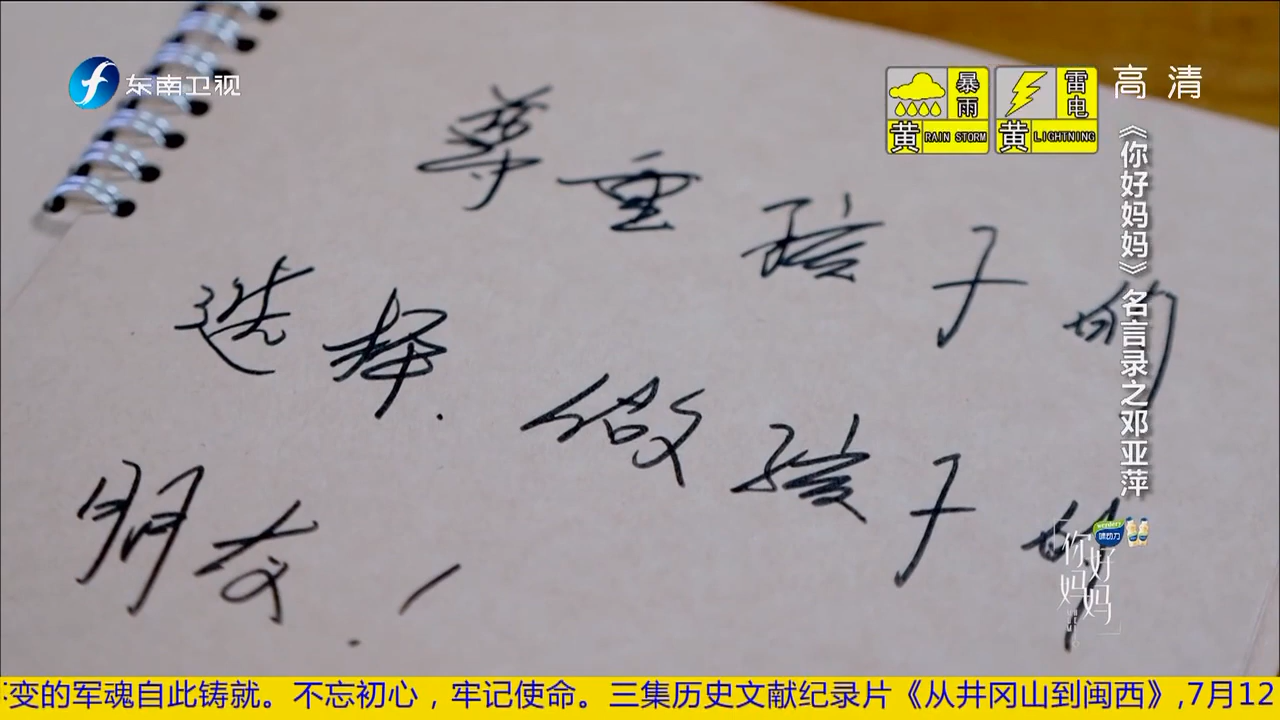 东南卫视
高清
暴雨
黄 RAIN STORM
雷电
黄 LIGHTNING
尊重孩子的
选择.做孩子的
朋友!
《你好妈妈》名言录之邓亚萍
味动力
你好妈妈
变的军魂自此铸就。不忘初心，牢记使命。三集历史文献纪录片《从井冈山到闽西》,7月12